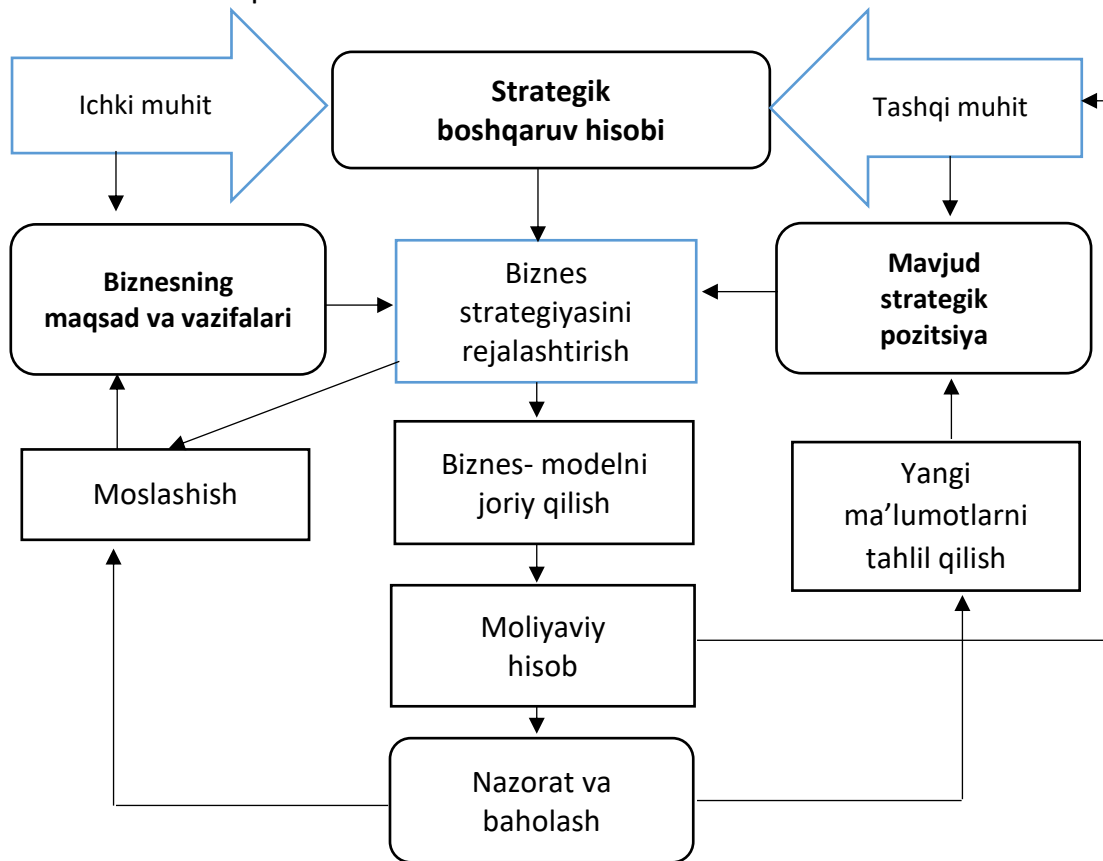 Ichki muhit
Strategik
boshqaruv hisobi
Tashqi muhit
Biznesning
maqsad va vazifalari
Biznes
strategiyasini
rejalashtirish
Mavjud
strategik
pozitsiya
Moslashish
Biznes- modelni
joriy qilish
Yangi
ma’lumotlarni
tahlil qilish
Moliyaviy
hisob
Nazorat va
baholash